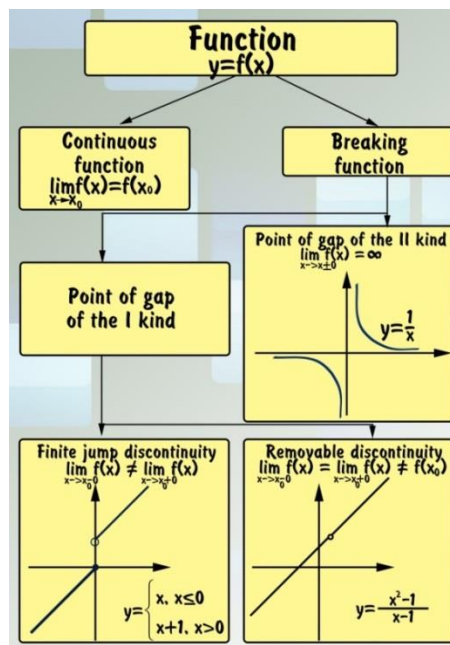 Function
y=f(x)
Continuous
function
lim f(x)=f(x₀)
x→x₀
Breaking
function
Point of gap of the II kind
lim f(x) = ∞
x->x±0
y=1/x
Point of gap
of the I kind
Finite jump discontinuity
lim f(x) ≠ lim f(x)
x->x₀-0 x->x₀+0
y={x, x≤0
x+1, x>0
Removable discontinuity
lim f(x) = lim f(x) ≠ f(x₀)
x->x₀-0 x->x₀+0
y=x²-1/x-1